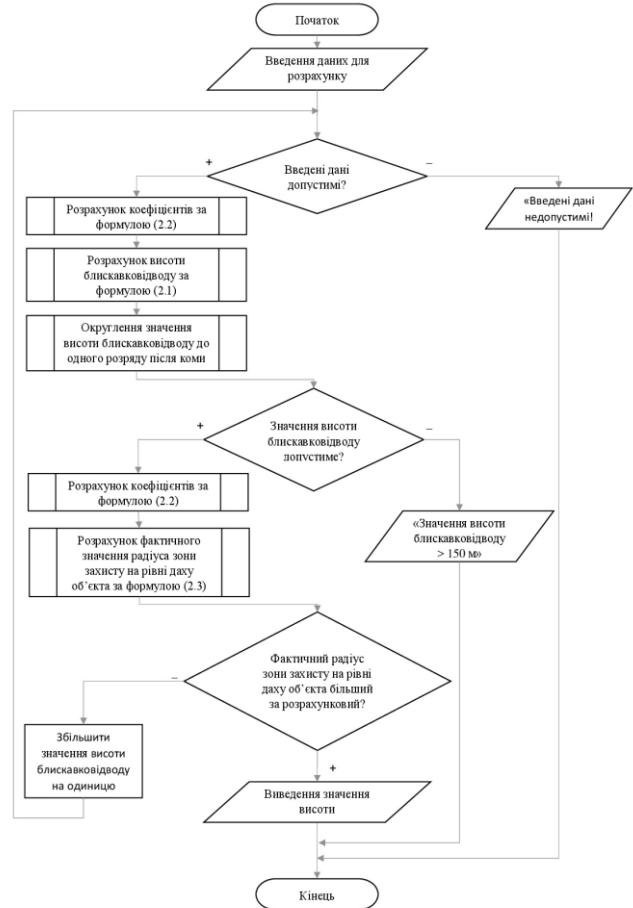 Початок
Введення даних для
розрахунку
Введені дані
допустимі?
+
–
«Введені дані
недопустимі!
Розрахунок коефіцієнтів за
формулою (2.2)
Розрахунок висоти
блискавковідводу за
формулою (2.1)
Округлення значення
висоти блискавковідводу до
одного розряду після коми
Значення висоти
блискавковідводу
допустиме?
+
–
Розрахунок коефіцієнтів за
формулою (2.2)
«Значення висоти
блискавковідводу
> 150 м»
Розрахунок фактичного
значення радіуса зони
захисту на рівні даху
об’єкта за формулою (2.3)
Фактичний радіус
зони захисту на рівні
даху об’єкта більший
за розрахунковий?
–
+
Збільшити
значення висоти
блискавковідводу
на одиницю
Виведення значення
висоти
Кінець